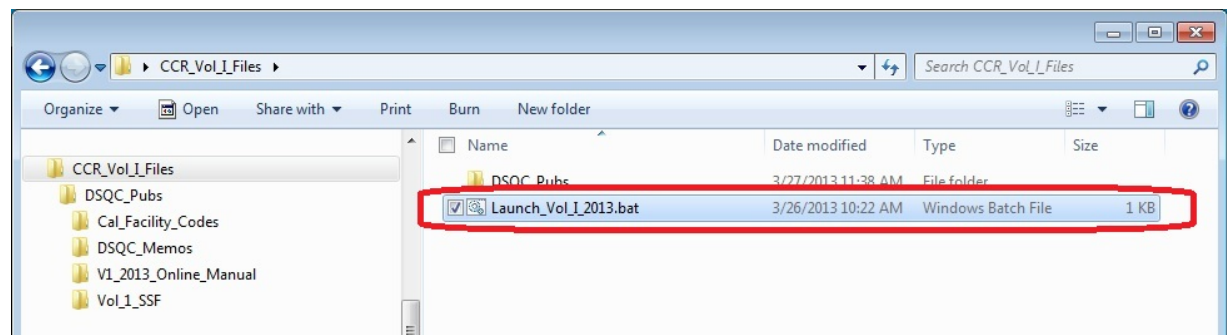 CCR_Vol_I_Files
Search CCR_Vol_I_Files
Organize Open Share with Print Burn New folder
Name Date modified Type Size
CCR_Vol_I_Files
DSQC_Pubs
Cal_Facility_Codes
DSQC_Memos
V1_2013_Online_Manual
Vol_1_SSF
DSQC_Pubs 3/27/2013 11:38 AM File folder
Launch_Vol_I_2013.bat 3/26/2013 10:22 AM Windows Batch File 1 KB